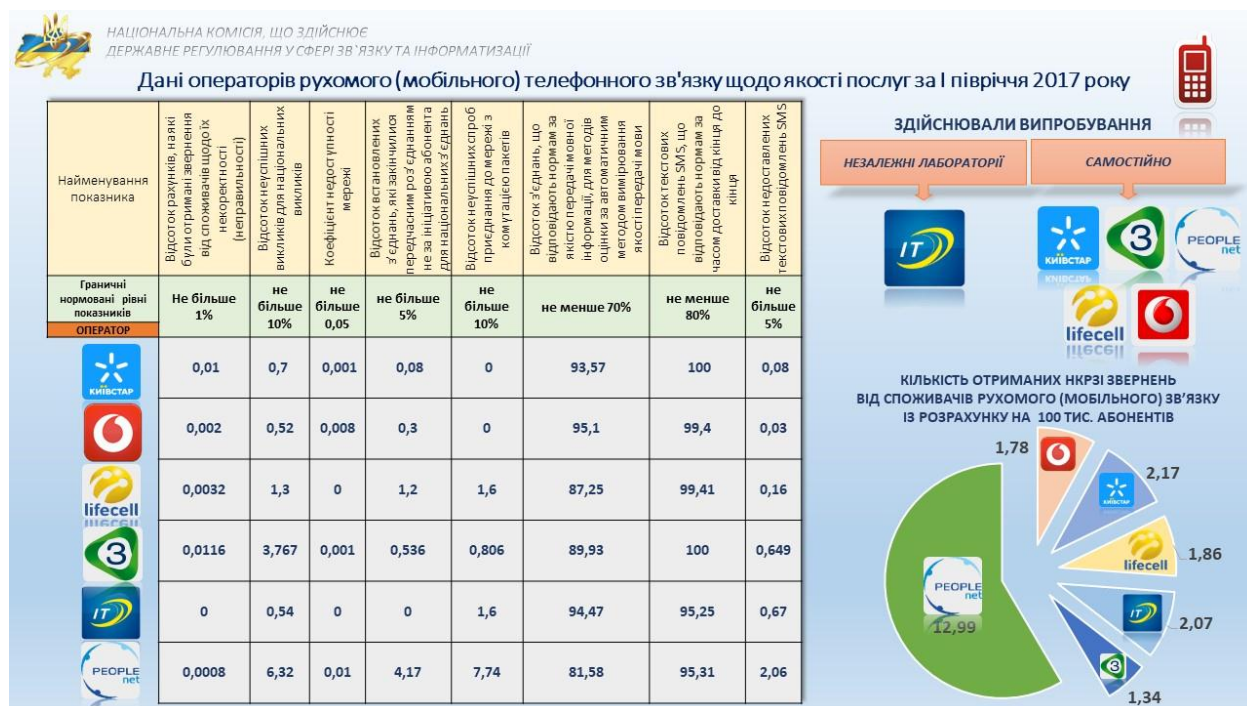 НАЦІОНАЛЬНА КОМІСІЯ, ЩО ЗДІЙСНЮЄ
ДЕРЖАВНЕ РЕГУЛЮВАННЯ У СФЕРІ ЗВ`ЯЗКУ ТА ІНФОРМАТИЗАЦІЇ
Дані операторів рухомого (мобільного) телефонного зв'язку щодо якості послуг за І півріччя 2017 року
Найменування
показника
Відсоток рахунків, на які
були отримані звернення
від споживачів щодо їх
некоректності
(неправильності)
Відсоток неуспішних
викликів для національних
викликів
Коефіцієнт недоступності
мережі
Відсоток встановлених
з'єднань, які закінчилися
передчасним роз'єднанням
не за ініціативою абонента
для національних з'єднань
Відсоток неуспішних спроб
приєднання до мережі з
комутацією пакетів
Відсоток з'єднань, що
відповідають нормам за
якістю передачі мовної
інформації, для методів
оцінки за автоматичним
методом вимірювання
якості передачі мови
Відсоток текстових
повідомлень SMS, що
відповідають нормам за
часом доставки від кінця до
кінця
Відсоток недоставлених
текстових повідомлень SMS
Граничні
нормовані рівні
показників
ОПЕРАТОР
Не більше
1%
не
більше
10%
не
більше
0,05
не більше
5%
не
більше
10%
не менше 70%
не менше
80%
не
більше
5%
КИЇВСТАР
0,01 0,7 0,001 0,08 0 93,57 100 0,08
0,002 0,52 0,008 0,3 0 95,1 99,4 0,03
lifecell
0,0032 1,3 0 1,2 1,6 87,25 99,41 0,16
3
0,0116 3,767 0,001 0,536 0,806 89,93 100 0,649
ІТ
0 0,54 0 0 1,6 94,47 95,25 0,67
PEOPLE
net
0,0008 6,32 0,01 4,17 7,74 81,58 95,31 2,06
ЗДІЙСНЮВАЛИ ВИПРОБУВАННЯ
НЕЗАЛЕЖНІ ЛАБОРАТОРІЇ
САМОСТІЙНО
ІТ
КИЇВСТАР
3
PEOPLE
net
lifecell
КІЛЬКІСТЬ ОТРИМАНИХ НКРЗІ ЗВЕРНЕНЬ
ВІД СПОЖИВАЧІВ РУХОМОГО (МОБІЛЬНОГО) ЗВ’ЯЗКУ
ІЗ РОЗРАХУНКУ НА 100 ТИС. АБОНЕНТІВ
1,78
2,17
КИЇВСТАР
1,86
lifecell
PEOPLE
net
12,99
ІТ
2,07
3
1,34